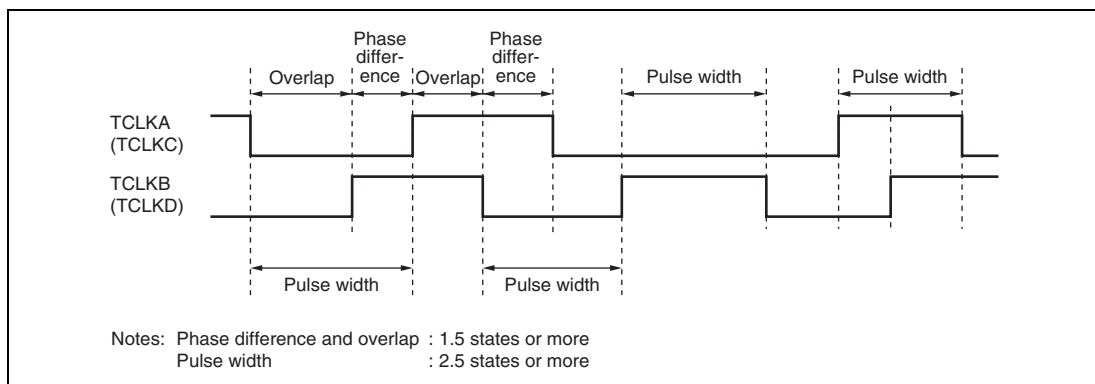 Phase
differ-
ence
Overlap
Phase
differ-
ence
Overlap
Pulse width
Pulse width
TCLKA
(TCLKC)
TCLKB
(TCLKD)
Pulse width
Pulse width
Notes: Phase difference and overlap : 1.5 states or more
Pulse width : 2.5 states or more